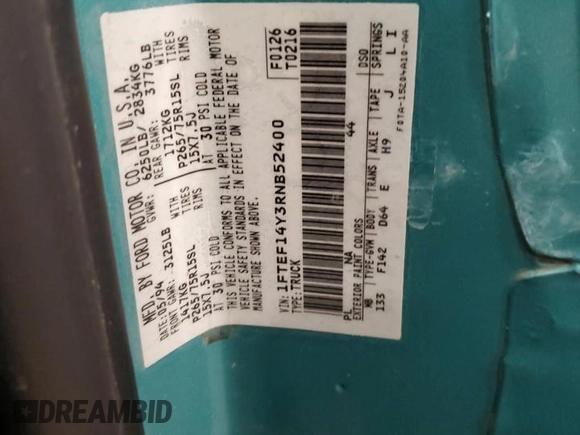 MFD. BY FORD MOTOR CO. IN U.S.A.
DATE: 05/94 GVWR: 6250LB/ 2834KG
FRONT GAWR: 3125LB REAR GAWR: 3776LB
1417KG 1712KG
P265/75R15SL TIRES P265/75R15SL TIRES
15X7.5J RIMS 15X7.5J RIMS
AT 30 PSI COLD AT 30 PSI COLD
THIS VEHICLE CONFORMS TO ALL APPLICABLE FEDERAL MOTOR
VEHICLE SAFETY STANDARDS IN EFFECT ON THE DATE OF
MANUFACTURE SHOWN ABOVE.
VIN: 1FTEF14Y3RNB52400 F0126
TYPE: TRUCK T0216
PL NA 44
EXTERIOR PAINT COLORS DSO
WB TYPE-GVW BODY TRANS AXLE TAPE SPRINGS
133 F142 D64 E H9 J L I
F0TA-15204A10-AA
DREAMBID